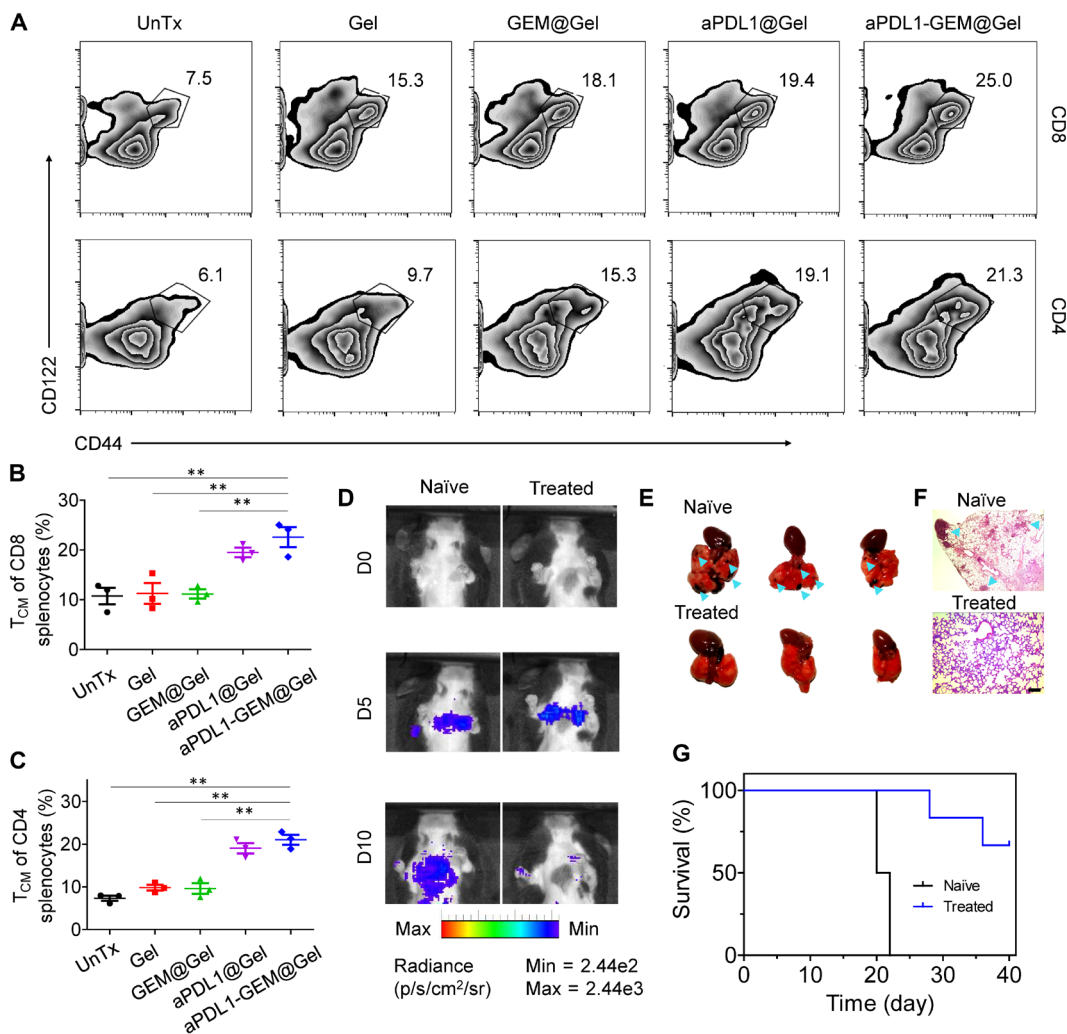 A
UnTx
Gel
GEM@Gel
aPDL1@Gel
aPDL1-GEM@Gel
7.5
15.3
18.1
19.4
25.0
CD8
6.1
9.7
15.3
19.1
21.3
CD4
CD122
CD44
B
**
**
**
30
20
10
0
TCM of CD8
splenocytes (%)
UnTx
Gel
GEM@Gel
aPDL1@Gel
aPDL1-GEM@Gel
C
**
**
**
30
20
10
0
TCM of CD4
splenocytes (%)
UnTx
Gel
GEM@Gel
aPDL1@Gel
aPDL1-GEM@Gel
D
Naïve
Treated
D0
D5
D10
Max
Min
Radiance
(p/s/cm²/sr)
Min = 2.44e2
Max = 2.44e3
E
Naïve
Treated
F
Naïve
Treated
G
100
50
0
Survival (%)
Naïve
Treated
0
10
20
30
40
Time (day)